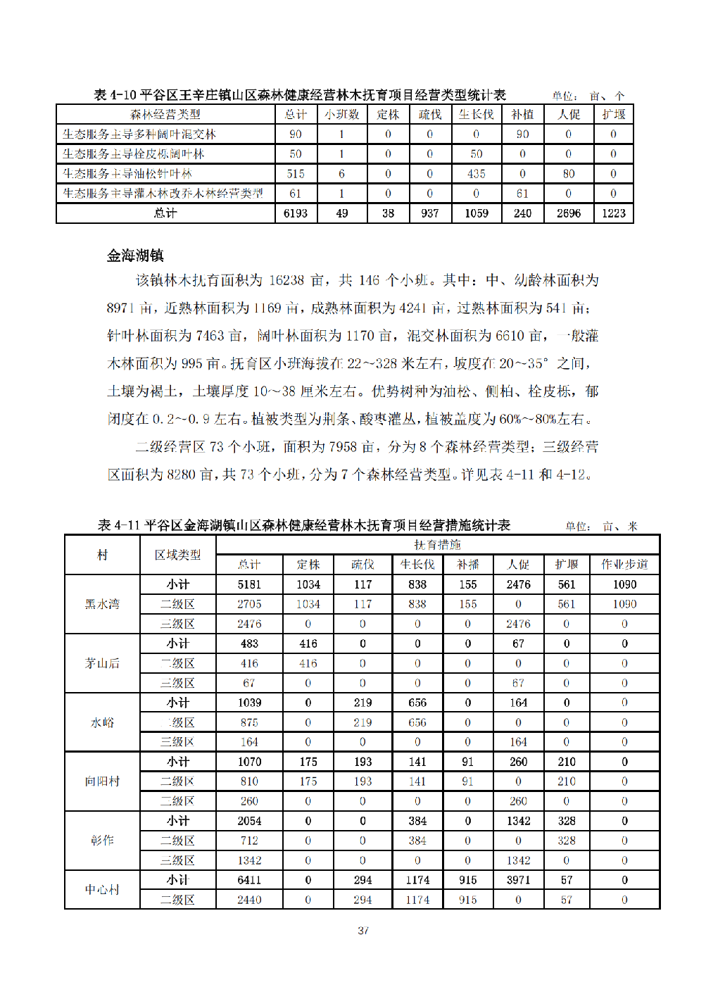 表 4-10 平谷区王辛庄镇山区森林健康经营林木抚育项目经营类型统计表 单位： 亩、个
森林经营类型 总计 小班数 定株 疏伐 生长伐 补植 人促 扩堰
生态服务主导多种阔叶混交林 90 1 0 0 0 90 0 0
生态服务主导栓皮栎阔叶林 50 1 0 0 50 0 0 0
生态服务主导油松针叶林 515 6 0 0 435 0 80 0
生态服务主导灌木林改乔木林经营类型 61 1 0 0 0 61 0 0
总计 6193 49 38 937 1059 240 2696 1223
金海湖镇
该镇林木抚育面积为 16238 亩，共 146 个小班。其中：中、幼龄林面积为
8971 亩，近熟林面积为 1169 亩，成熟林面积为 4241 亩，过熟林面积为 541 亩；
针叶林面积为 7463 亩，阔叶林面积为 1170 亩，混交林面积为 6610 亩，一般灌
木林面积为 995 亩。抚育区小班海拔在 22～328 米左右，坡度在 20～35° 之间，
土壤为褐土，土壤厚度 10～38 厘米左右。优势树种为油松、侧柏、栓皮栎，郁
闭度在 0.2～0.9 左右。植被类型为荆条、酸枣灌丛，植被盖度为 60%～80%左右。
二级经营区 73 个小班，面积为 7958 亩，分为 8 个森林经营类型；三级经营
区面积为 8280 亩，共 73 个小班，分为 7 个森林经营类型。详见表 4-11 和 4-12。
表 4-11 平谷区金海湖镇山区森林健康经营林木抚育项目经营措施统计表 单位： 亩、米
村 区域类型 抚育措施
总计 定株 疏伐 生长伐 补播 人促 扩堰 作业步道
黑水湾 小计 5181 1034 117 838 155 2476 561 1090
二级区 2705 1034 117 838 155 0 561 1090
三级区 2476 0 0 0 0 2476 0 0
茅山后 小计 483 416 0 0 0 67 0 0
二级区 416 416 0 0 0 0 0 0
三级区 67 0 0 0 0 67 0 0
水峪 小计 1039 0 219 656 0 164 0 0
二级区 875 0 219 656 0 0 0 0
三级区 164 0 0 0 0 164 0 0
向阳村 小计 1070 175 193 141 91 260 210 0
二级区 810 175 193 141 91 0 210 0
三级区 260 0 0 0 0 260 0 0
彰作 小计 2054 0 0 384 0 1342 328 0
二级区 712 0 0 384 0 0 328 0
三级区 1342 0 0 0 0 1342 0 0
中心村 小计 6411 0 294 1174 915 3971 57 0
二级区 2440 0 294 1174 915 0 57 0
37